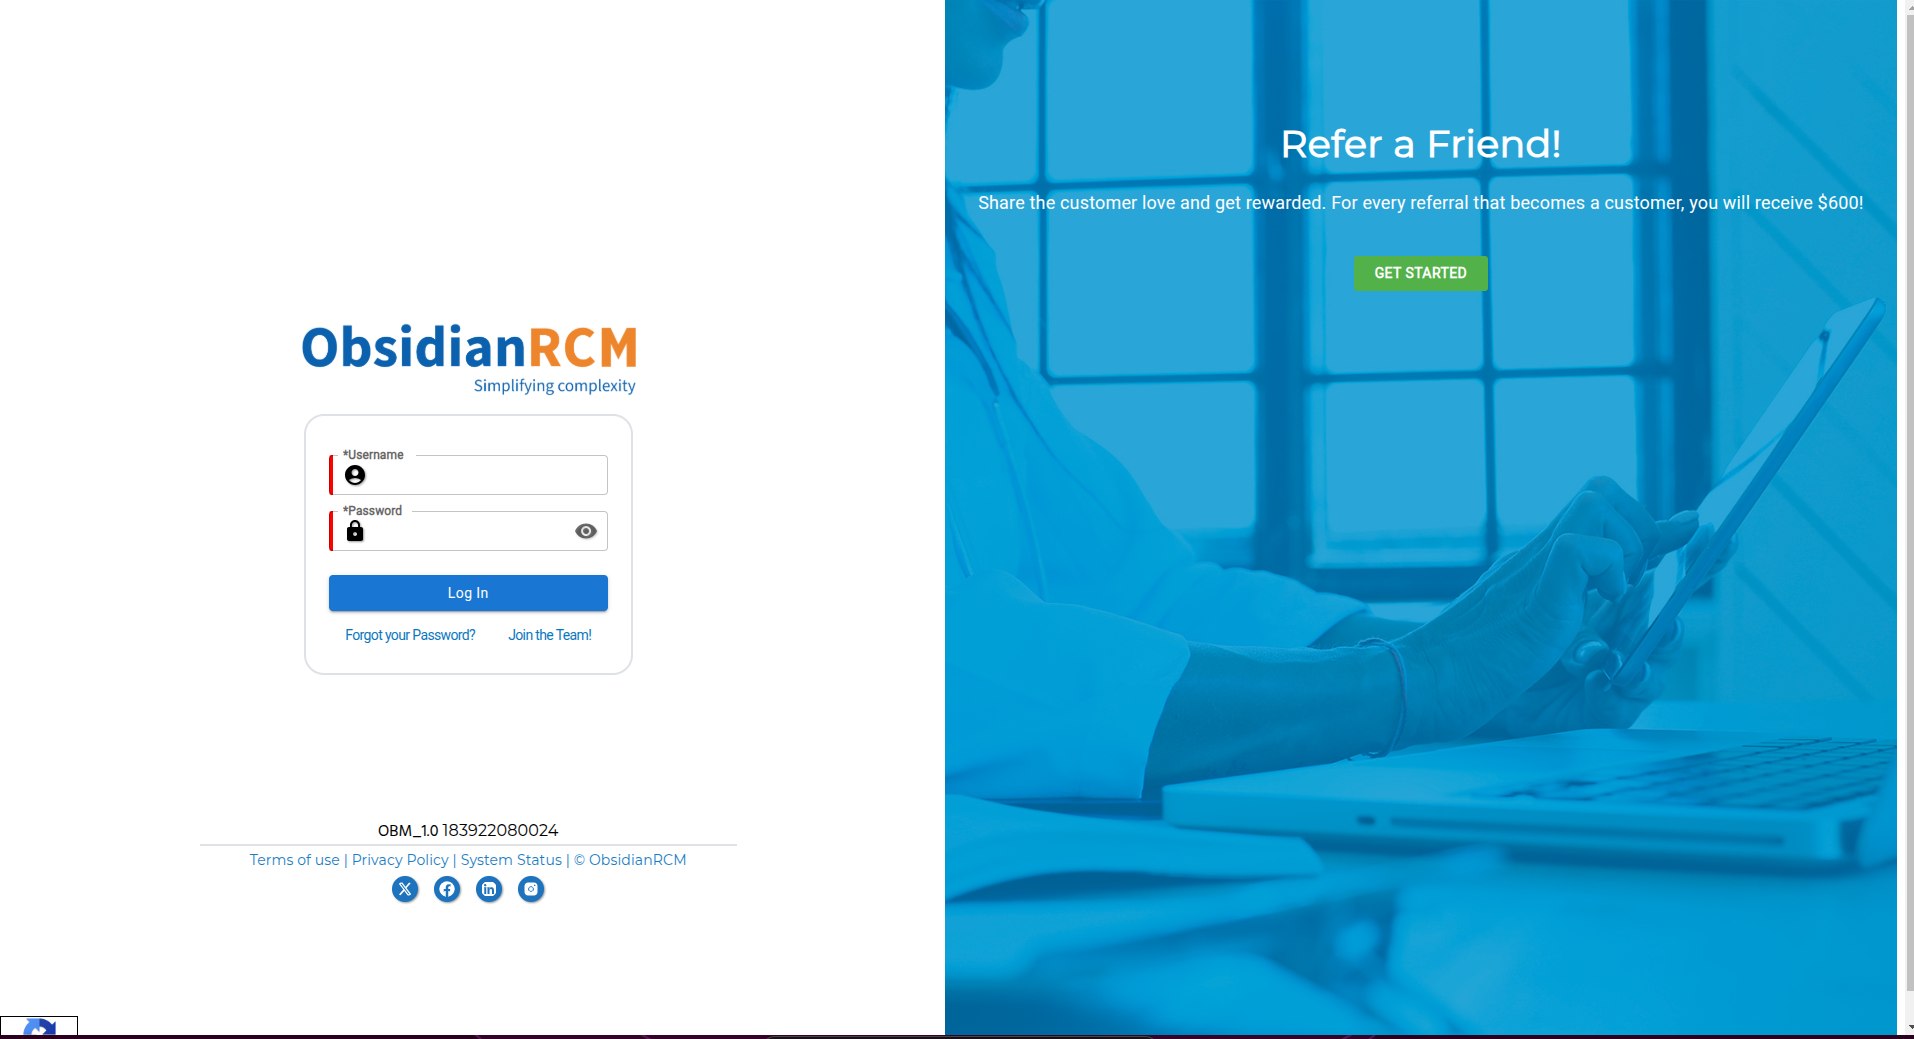 ObsidianRCM
Simplifying complexity
*Username
*Password
Log In
Forgot your Password? Join the Team!
OBM_1.0 183922080024
Terms of use | Privacy Policy | System Status | © ObsidianRCM
Refer a Friend!
Share the customer love and get rewarded. For every referral that becomes a customer, you will receive $600!
GET STARTED